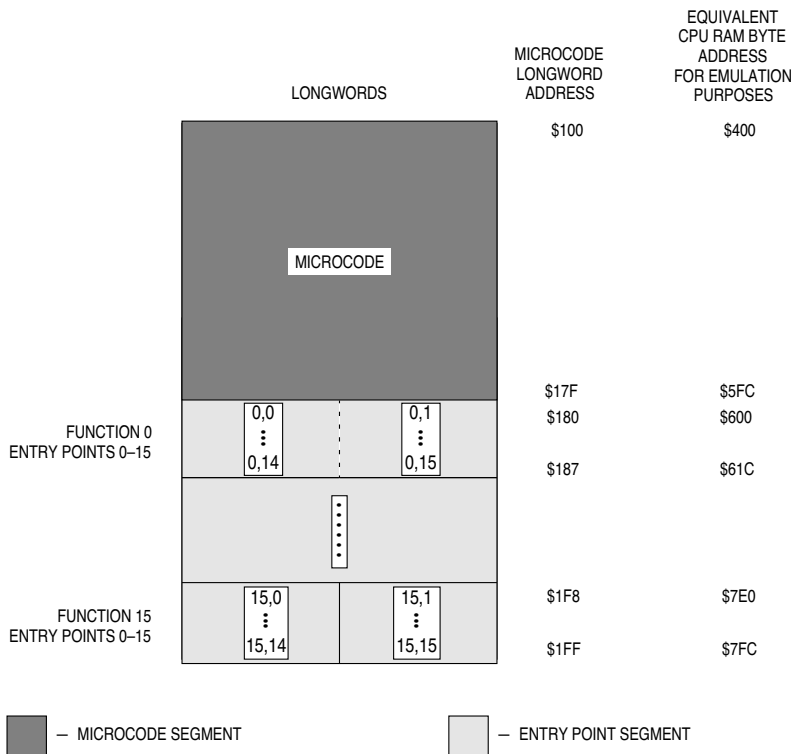 EQUIVALENT
CPU RAM BYTE
ADDRESS
FOR EMULATION
PURPOSES
MICROCODE
LONGWORD
ADDRESS
LONGWORDS
$100 $400
MICROCODE
$17F $5FC
FUNCTION 0
ENTRY POINTS 0–15
0,0 0,1 $180 $600
0,14 0,15 $187 $61C
FUNCTION 15
ENTRY POINTS 0–15
15,0 15,1 $1F8 $7E0
15,14 15,15 $1FF $7FC
– MICROCODE SEGMENT – ENTRY POINT SEGMENT